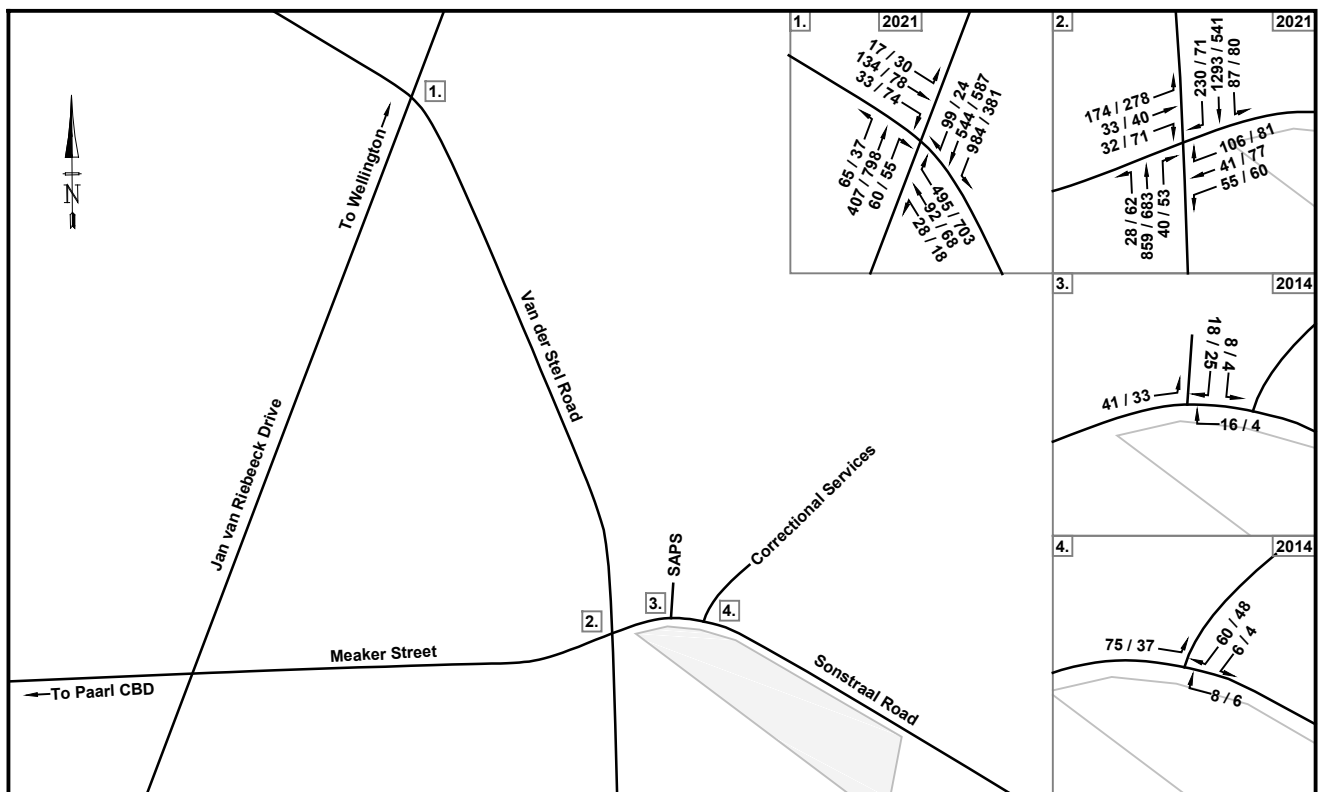 N
1.
To Wellington
Van der Stel Road
Jan van Riebeeck Drive
Correctional Services
SAPS
3.
4.
2.
Meaker Street
To Paarl CBD
Sonstraal Road
1.
2021
17 / 30
134 / 78
33 / 74
99 / 24
544 / 587
984 / 381
65 / 37
407 / 798
60 / 55
495 / 703
92 / 68
28 / 18
2.
2021
230 / 71
1293 / 541
87 / 80
174 / 278
33 / 40
32 / 71
106 / 81
41 / 77
55 / 60
28 / 62
859 / 683
40 / 53
3.
2014
18 / 25
8 / 4
41 / 33
16 / 4
4.
2014
60 / 48
6 / 4
75 / 37
8 / 6